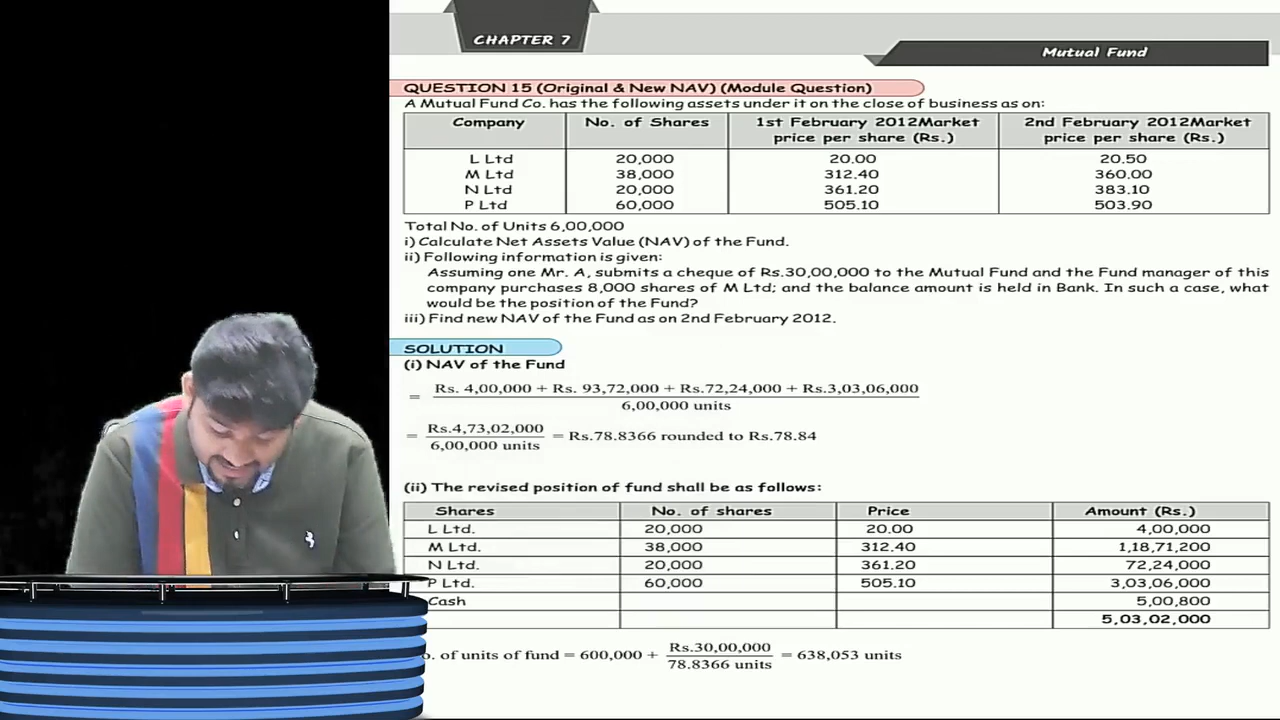 CHAPTER 7
Mutual Fund
QUESTION 15 (Original & New NAV) (Module Question)
A Mutual Fund Co. has the following assets under it on the close of business as on:
Company No. of Shares 1st February 2012Market price per share (Rs.) 2nd February 2012Market price per share (Rs.)
L Ltd 20,000 20.00 20.50
M Ltd 38,000 312.40 360.00
N Ltd 20,000 361.20 383.10
P Ltd 60,000 505.10 503.90
Total No. of Units 6,00,000
i) Calculate Net Assets Value (NAV) of the Fund.
ii) Following information is given:
Assuming one Mr. A, submits a cheque of Rs.30,00,000 to the Mutual Fund and the Fund manager of this
company purchases 8,000 shares of M Ltd; and the balance amount is held in Bank. In such a case, what
would be the position of the Fund?
iii) Find new NAV of the Fund as on 2nd February 2012.
SOLUTION
(i) NAV of the Fund
= Rs. 4,00,000 + Rs. 93,72,000 + Rs.72,24,000 + Rs.3,03,06,000
6,00,000 units
= Rs.4,73,02,000
6,00,000 units
= Rs.78.8366 rounded to Rs.78.84
(ii) The revised position of fund shall be as follows:
Shares No. of shares Price Amount (Rs.)
L Ltd. 20,000 20.00 4,00,000
M Ltd. 38,000 312.40 1,18,71,200
N Ltd. 20,000 361.20 72,24,000
P Ltd. 60,000 505.10 3,03,06,000
Cash 5,00,800
5,03,02,000
o. of units of fund = 600,000 + Rs.30,00,000
78.8366 units
= 638,053 units